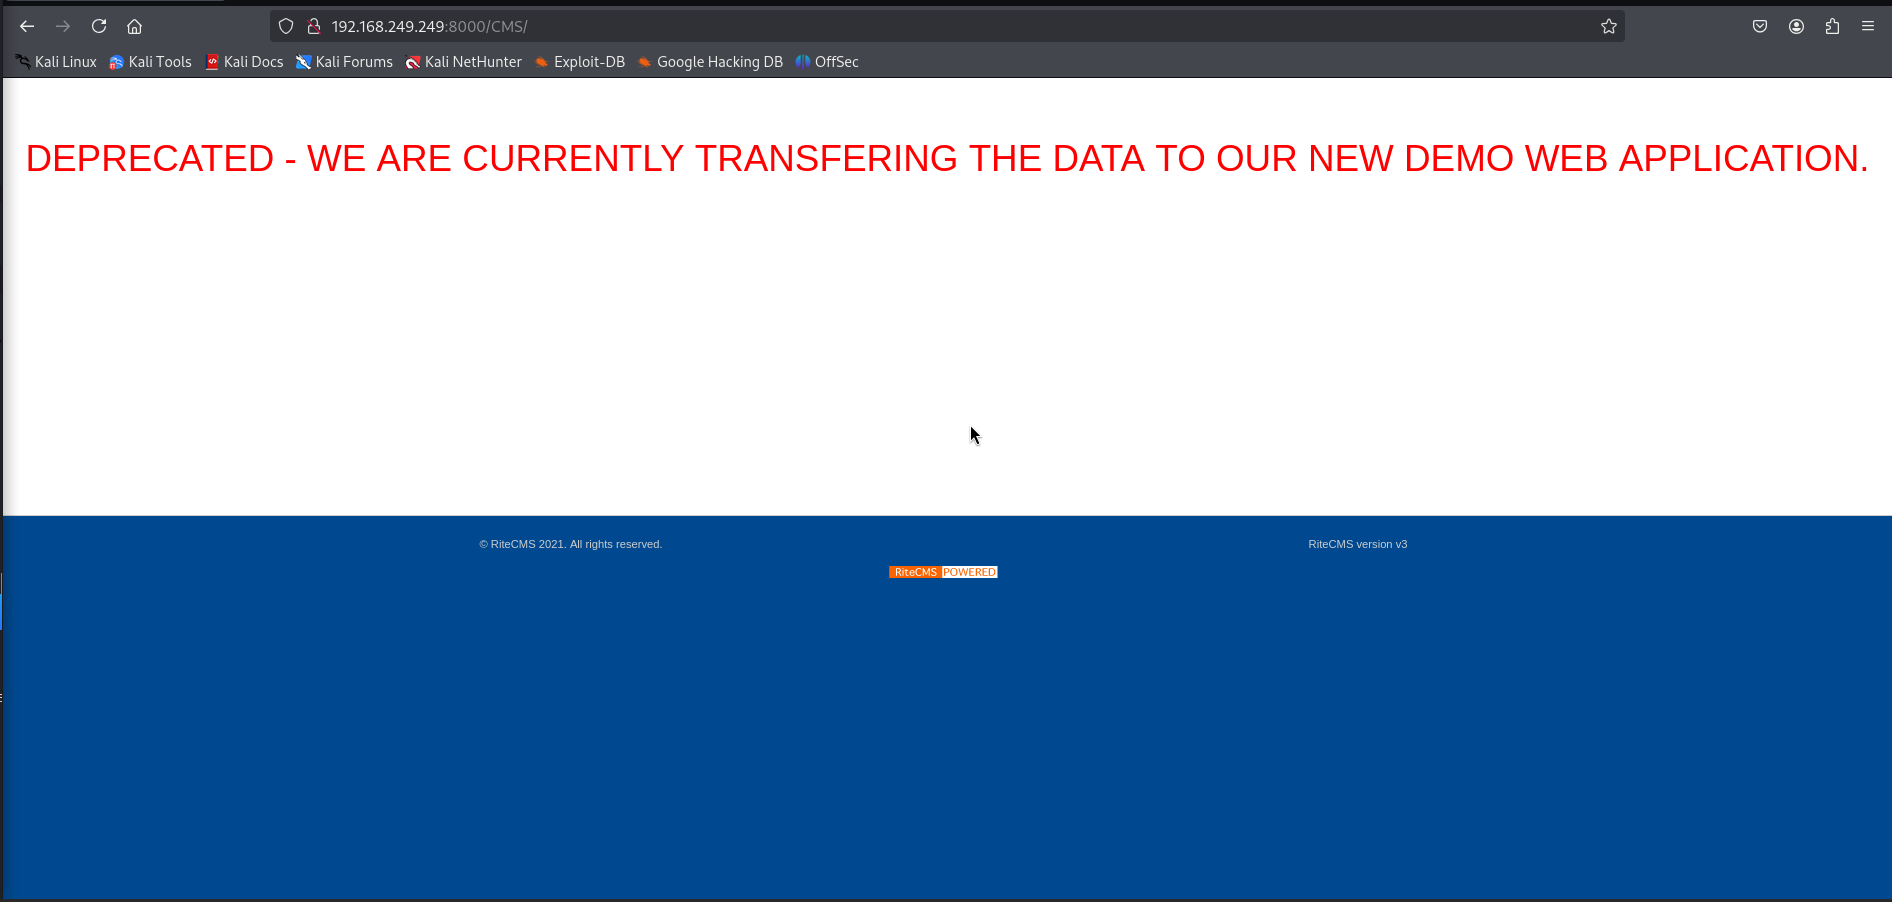 192.168.249.249:8000/CMS/
Kali Linux Kali Tools Kali Docs Kali Forums Kali NetHunter Exploit-DB Google Hacking DB OffSec
DEPRECATED - WE ARE CURRENTLY TRANSFERING THE DATA TO OUR NEW DEMO WEB APPLICATION.
© RiteCMS 2021. All rights reserved. RiteCMS version v3
RiteCMS POWERED